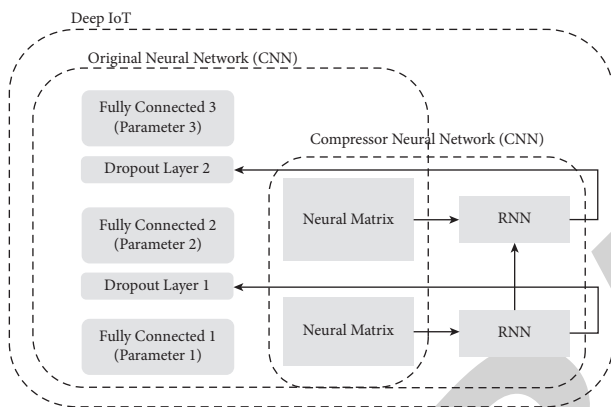 Deep IoT
Original Neural Network (CNN)
Fully Connected 3
(Parameter 3)
Compressor Neural Network (CNN)
Dropout Layer 2
Neural Matrix
RNN
Fully Connected 2
(Parameter 2)
Dropout Layer 1
Neural Matrix
RNN
Fully Connected 1
(Parameter 1)